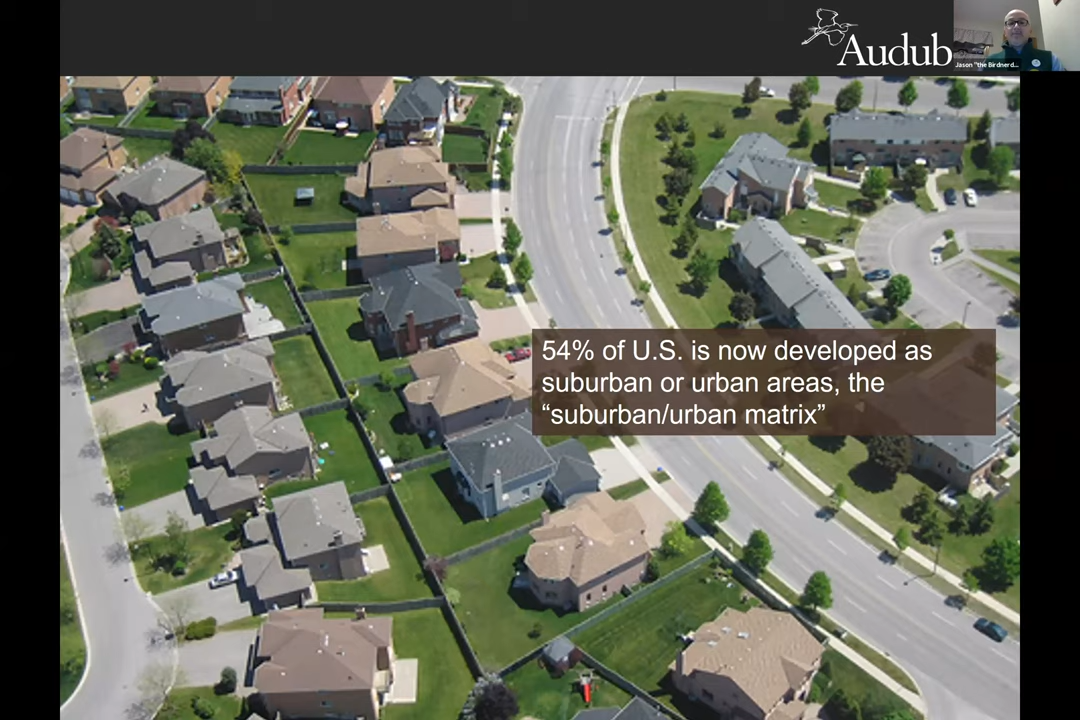 Audub
Jason "the Birdnerd...
54% of U.S. is now developed as
suburban or urban areas, the
“suburban/urban matrix”